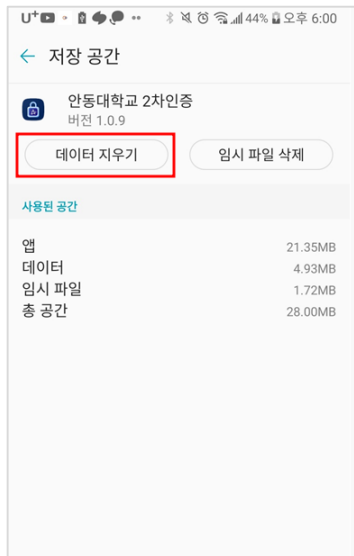 U+ 44% 오후 6:00
← 저장 공간
안동대학교 2차인증
버전 1.0.9
데이터 지우기 임시 파일 삭제
사용된 공간
앱 21.35MB
데이터 4.93MB
임시 파일 1.72MB
총 공간 28.00MB